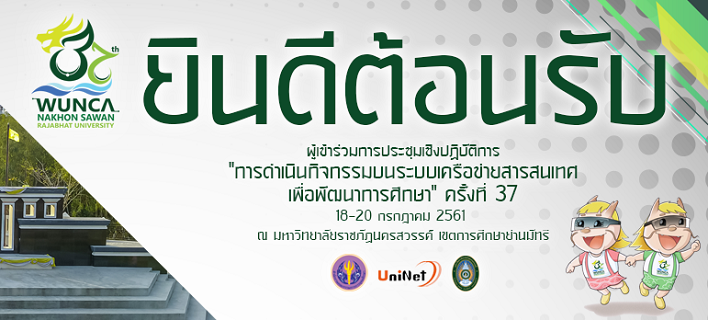 ๓๗th
WUNCA
NAKHON SAWAN
RAJABHAT UNIVERSITY
ยินดีต้อนรับ
ผู้เข้าร่วมการประชุมเชิงปฏิบัติการ
"การดำเนินกิจกรรมบนระบบเครือข่ายสารสนเทศ
เพื่อพัฒนาการศึกษา" ครั้งที่ 37
18-20 กรกฎาคม 2561
ณ มหาวิทยาลัยราชภัฏนครสวรรค์ เขตการศึกษาย่านมัทรี
UniNet